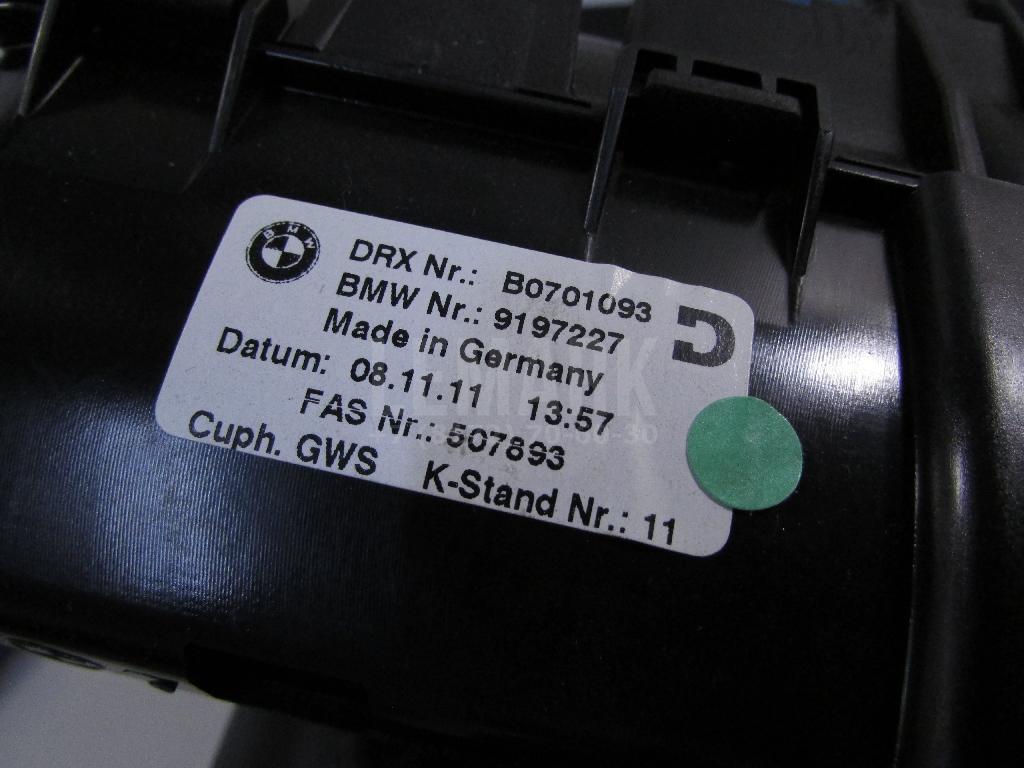 BMW
DRX Nr.: B0701093
BMW Nr.: 9197227
Made in Germany
Datum: 08.11.11 13:57
FAS Nr.: 507893
Cuph. GWS K-Stand Nr.: 11